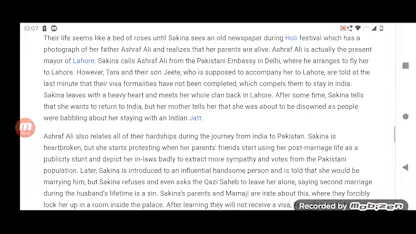 10:07
Their life seems like a bed of roses until Sakina sees an old newspaper during Holi festival which has a
photograph of her father Ashraf Ali and realizes that her parents are alive. Ashraf Ali is actually the present
mayor of Lahore. Sakina calls Ashraf Ali from the Pakistani Embassy in Delhi, where he arranges to fly her
to Lahore. However, Tara and their son Jeete, who is supposed to accompany her to Lahore, are told at the
last minute that their visa formalities have not been completed, which compels them to stay in India.
Sakina leaves with a heavy heart and meets her whole clan back in Lahore. After some time, Sakina tells
that she wants to return to India, but her mother tells her that she was about to be disowned as people
were babbling about her staying with an Indian Jatt.
Ashraf Ali also relates all of their hardships during the journey from India to Pakistan. Sakina is
heartbroken, but she starts protesting when her parents' friends start using her post-marriage life as a
publicity stunt and depict her in-laws badly to extract more sympathy and votes from the Pakistani
population. Later, Sakina is introduced to an influential handsome person and is told that she would be
marrying him, but Sakina refuses and even asks the Qazi Saheb to leave her alone, saying second marriage
during the husband's lifetime is a sin. Sakina's parents and Mamaji are irate about this, where they forcibly
lock her up in a room inside the palace. After learning they will not receive a visa,
Recorded by Mobizen